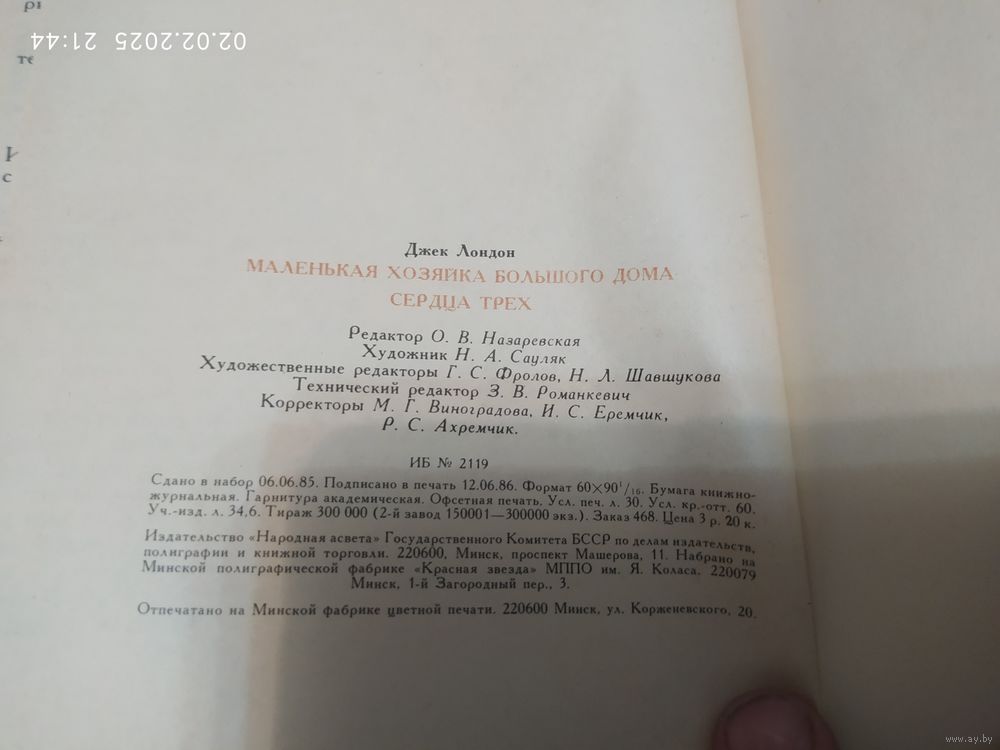 02.02.2025 21:44
Джек Лондон
МАЛЕНЬКАЯ ХОЗЯЙКА БОЛЬШОГО ДОМА
СЕРДЦА ТРЕХ
Редактор О. В. Назаревская
Художник Н. А. Сауляк
Художественные редакторы Г. С. Фролов, Н. Л. Шавшукова
Технический редактор З. В. Романкевич
Корректоры М. Г. Виноградова, И. С. Еремчик,
Р. С. Ахремчик.
ИБ № 2119
Сдано в набор 06.06.85. Подписано в печать 12.06.86. Формат 60×90¹/₁₆. Бумага книжно-
журнальная. Гарнитура академическая. Офсетная печать. Усл. печ. л. 30. Усл. кр.-отт. 60.
Уч.-изд. л. 34,6. Тираж 300 000 (2-й завод 150001—300000 экз.). Заказ 468. Цена 3 р. 20 к.
Издательство «Народная асвета» Государственного Комитета БССР по делам издательств,
полиграфии и книжной торговли. 220600, Минск, проспект Машерова, 11. Набрано на
Минской полиграфической фабрике «Красная звезда» МППО им. Я. Коласа. 220079
Минск, 1-й Загородный пер., 3.
Отпечатано на Минской фабрике цветной печати. 220600 Минск, ул. Корженевского, 20.
www.ay.by